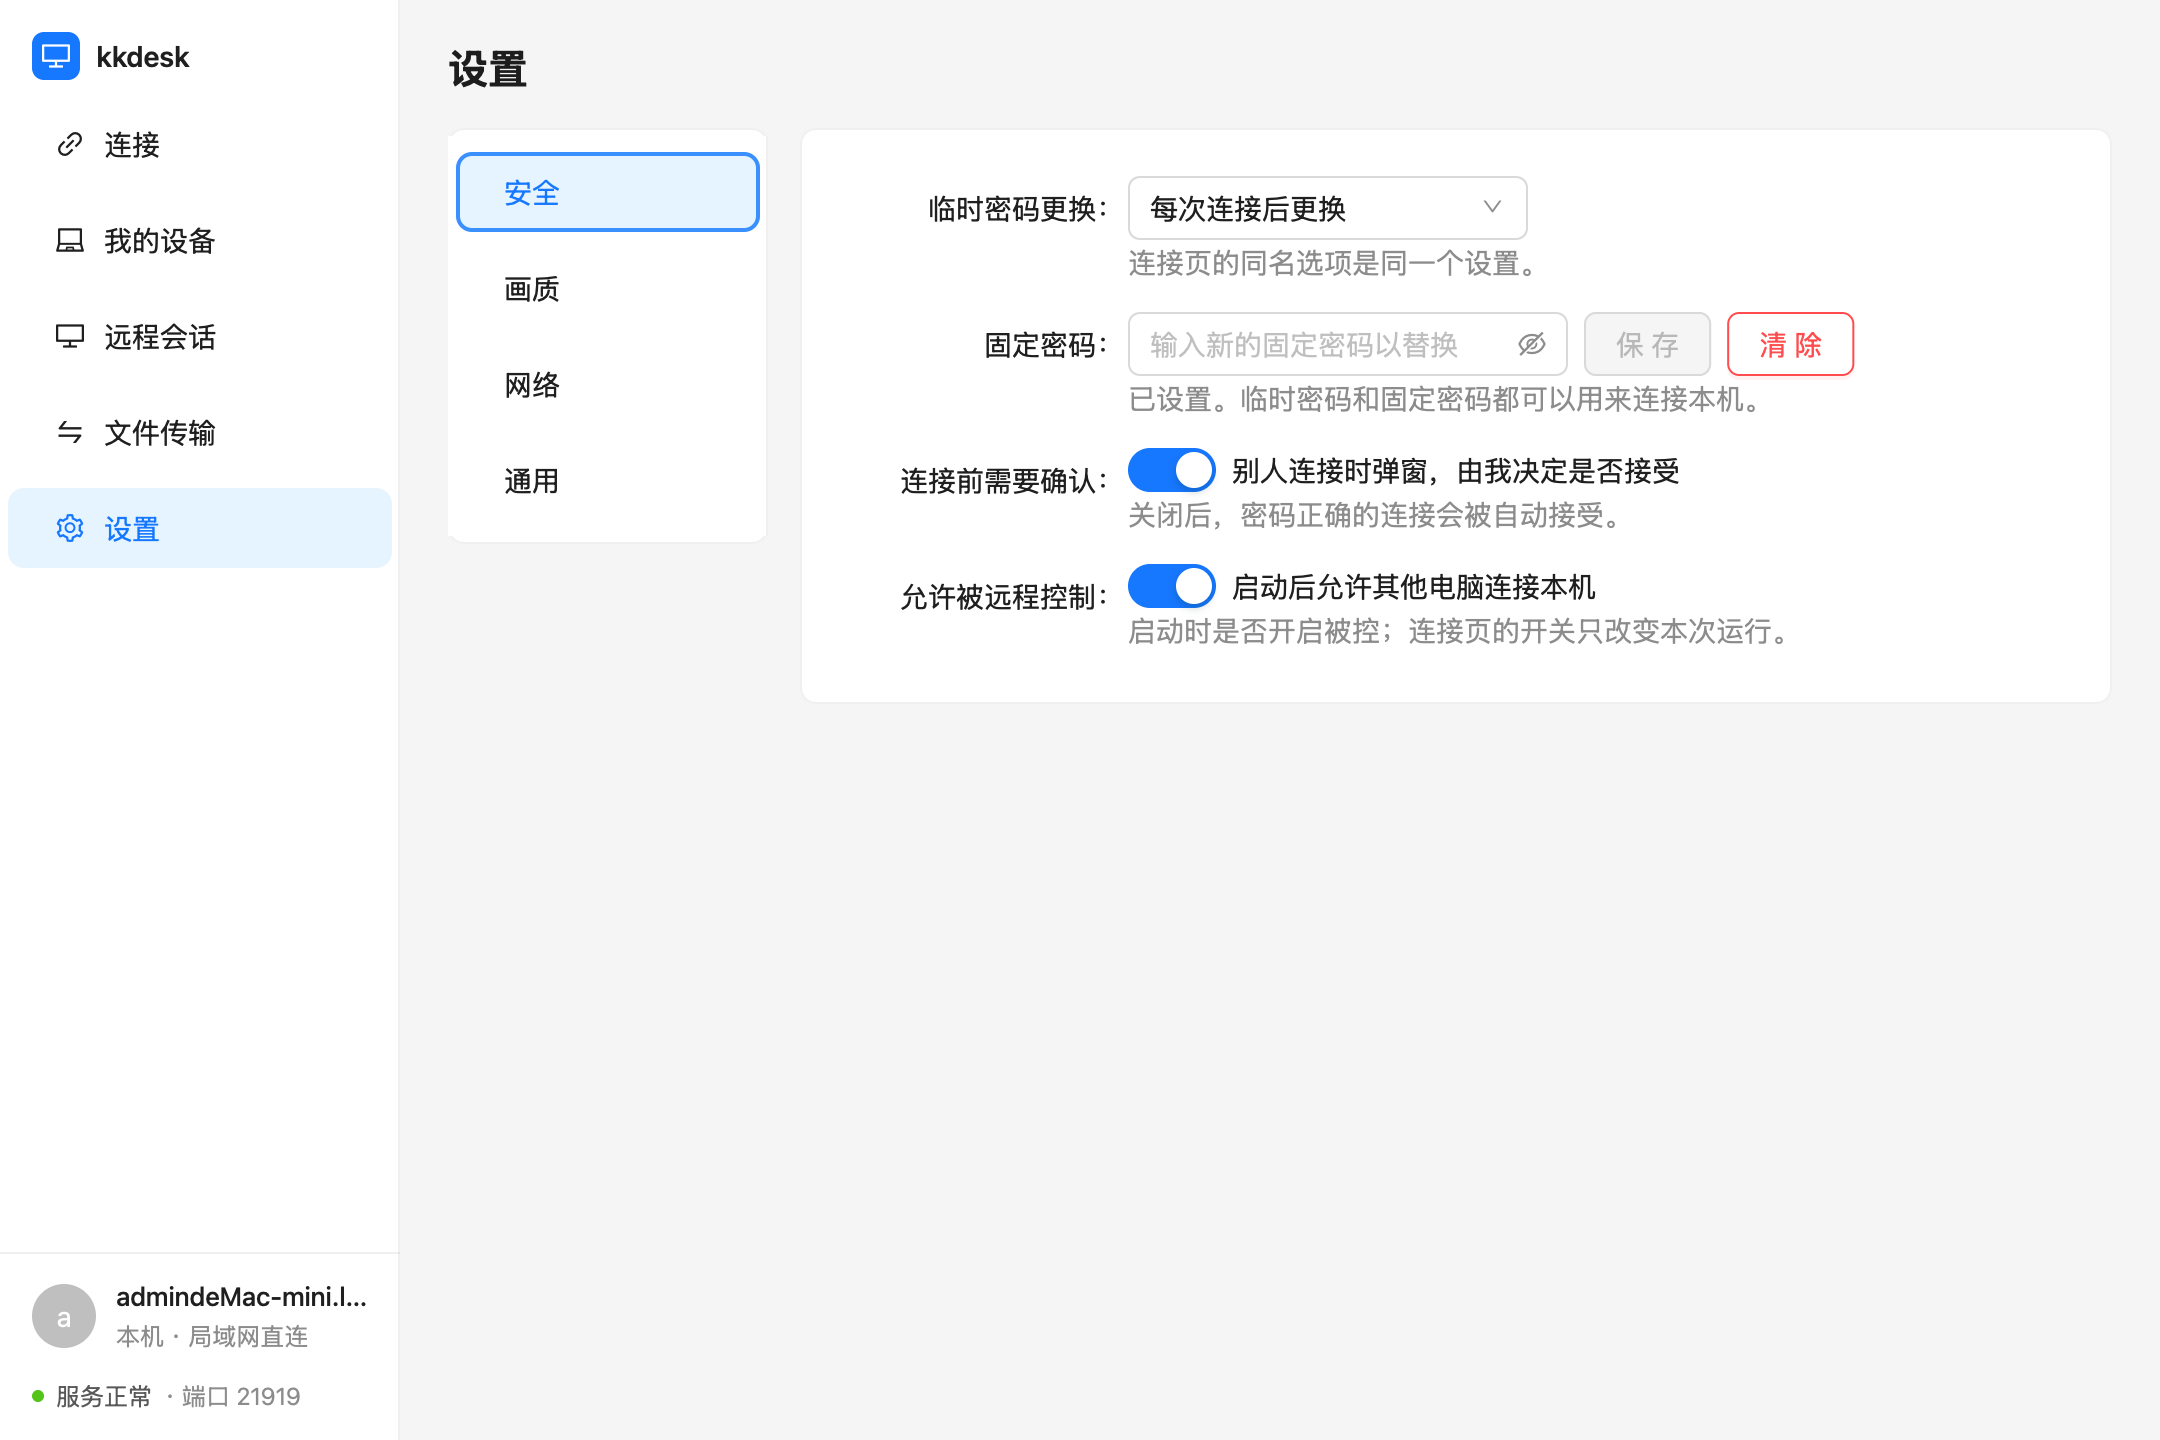 kkdesk
连接
我的设备
远程会话
文件传输
设置
admindeMac-mini.l...
a
本机 · 局域网直连
服务正常 · 端口 21919
设置
安全
画质
网络
通用
临时密码更换： 每次连接后更换
连接页的同名选项是同一个设置。
固定密码： 输入新的固定密码以替换 保 存 清 除
已设置。临时密码和固定密码都可以用来连接本机。
连接前需要确认： 别人连接时弹窗，由我决定是否接受
关闭后，密码正确的连接会被自动接受。
允许被远程控制： 启动后允许其他电脑连接本机
启动时是否开启被控；连接页的开关只改变本次运行。